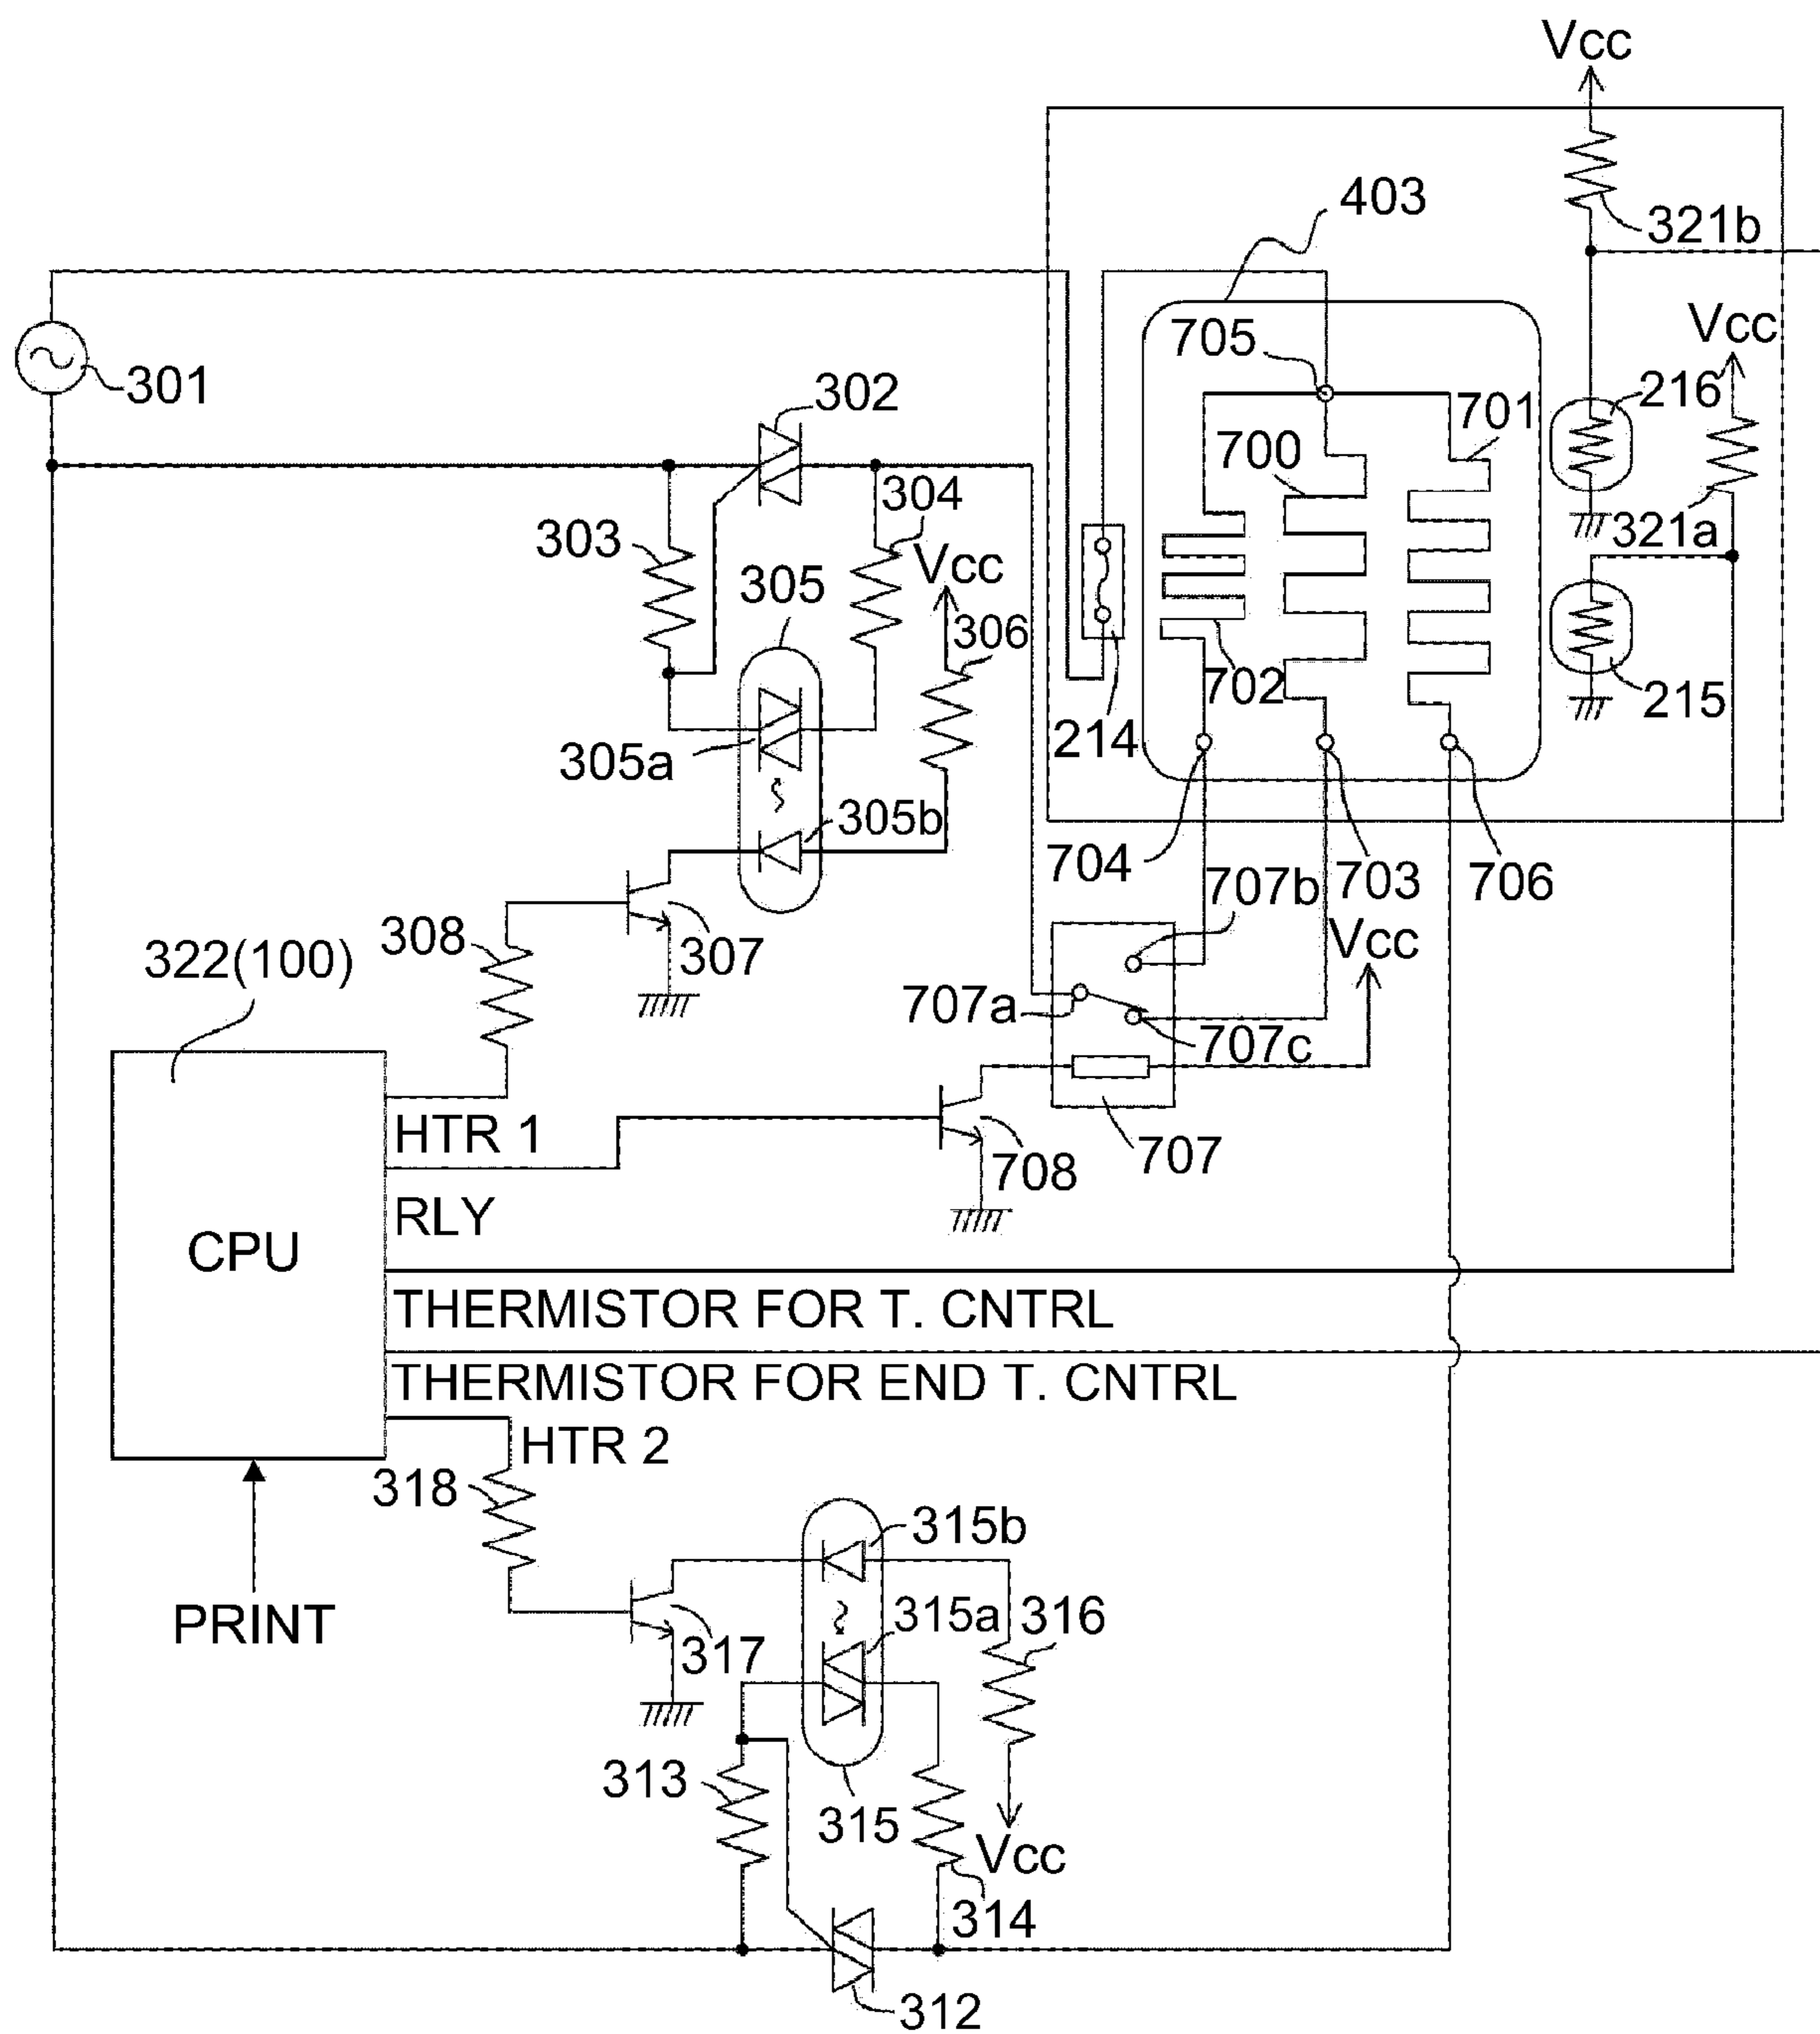 Vcc
403
321b
705
Vcc
301
302
216
701
700
304
321a
303
Vcc
305
306
702
215
214
305a
305b
704
703
706
707b
308
307
Vcc
322(100)
707a
707c
HTR 1
707
708
RLY
CPU
THERMISTOR FOR T. CNTRL
THERMISTOR FOR END T. CNTRL
HTR 2
318
315b
PRINT
315a
316
317
313
315
Vcc
314
312